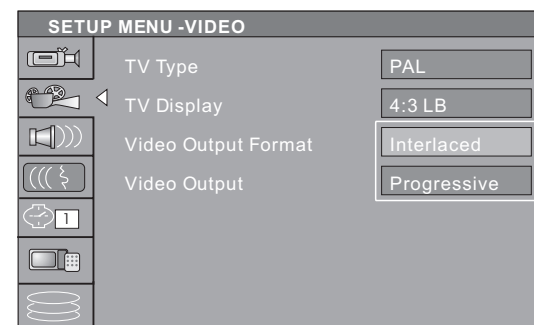 SETUP MENU -VIDEO
TV Type PAL
TV Display 4:3 LB
Video Output Format Interlaced
Video Output Progressive
1